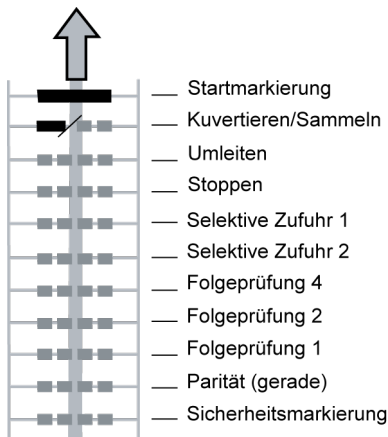 Startmarkierung
Kuvertieren/Sammeln
Umleiten
Stoppen
Selektive Zufuhr 1
Selektive Zufuhr 2
Folgeprüfung 4
Folgeprüfung 2
Folgeprüfung 1
Parität (gerade)
Sicherheitsmarkierung